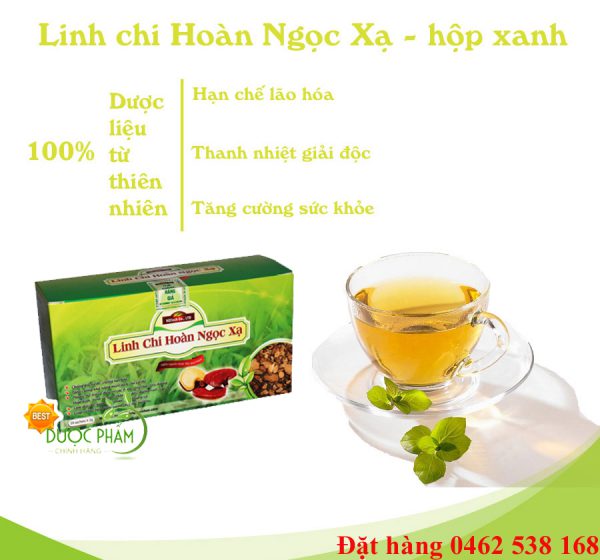 Linh chi Hoàn Ngọc Xạ - hộp xanh
100%
Dược
liệu
từ
thiên
nhiên
Hạn chế lão hóa
Thanh nhiệt giải độc
Tăng cường sức khỏe
HÀNG
GIẢ
Linh Chi Hoàn Ngọc Xạ
BEST
DƯỢC PHẨM
CHÍNH HÃNG
Đặt hàng 0462 538 168